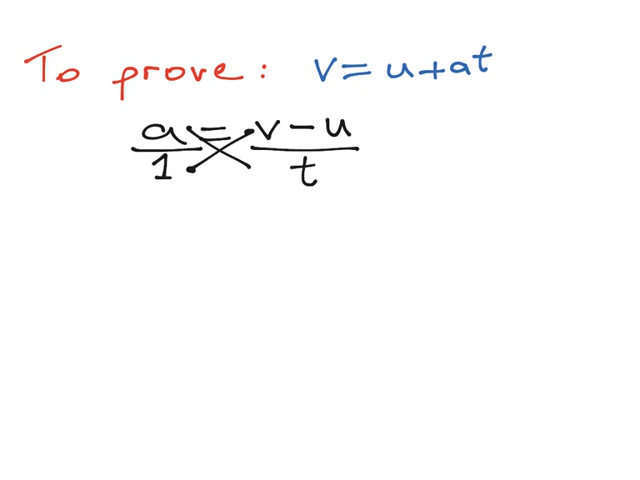 To prove: v = u + at
a/1 = (v - u)/t